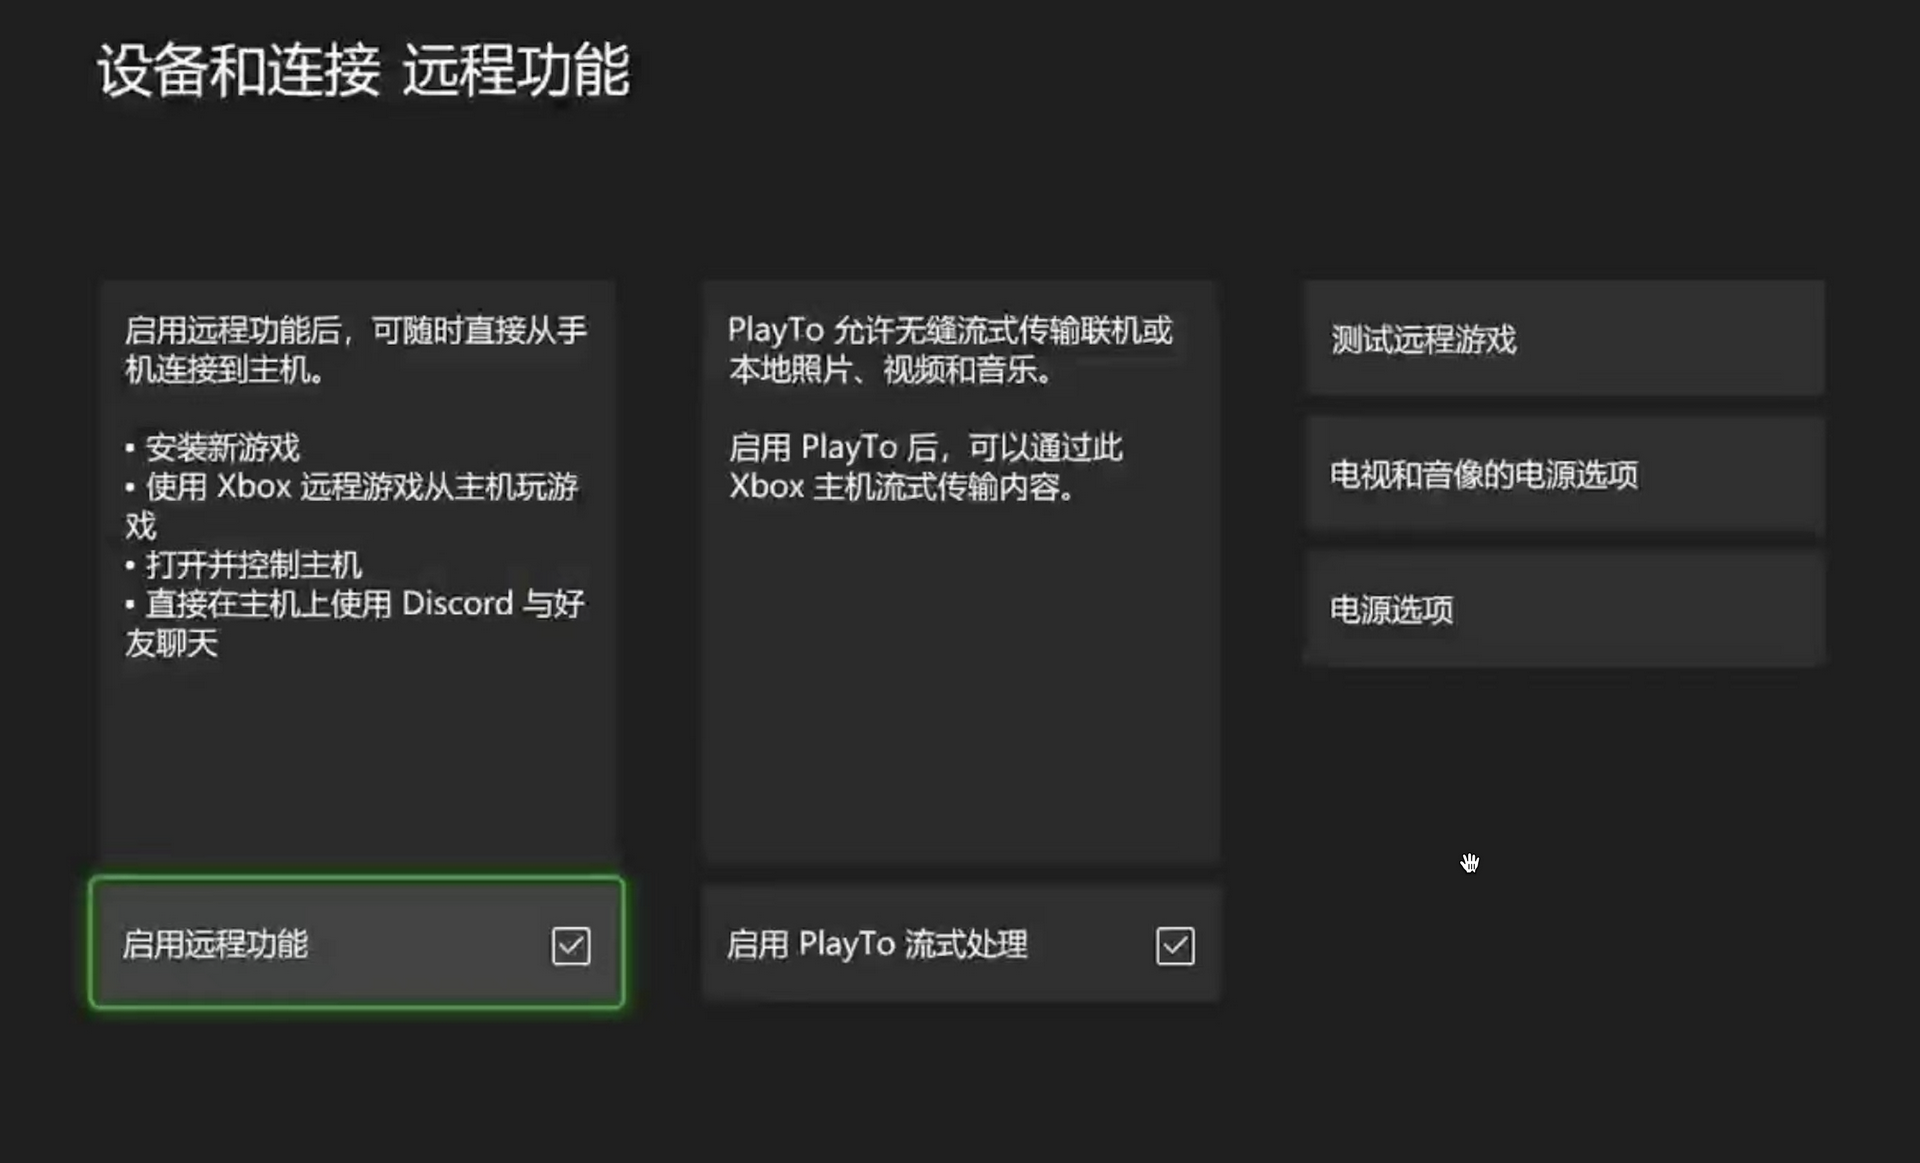 设备和连接 远程功能
启用远程功能后，可随时直接从手
机连接到主机。
• 安装新游戏
• 使用 Xbox 远程游戏从主机玩游
戏
• 打开并控制主机
• 直接在主机上使用 Discord 与好
友聊天
启用远程功能
PlayTo 允许无缝流式传输联机或
本地照片、视频和音乐。
启用 PlayTo 后，可以通过此
Xbox 主机流式传输内容。
启用 PlayTo 流式处理
测试远程游戏
电视和音像的电源选项
电源选项